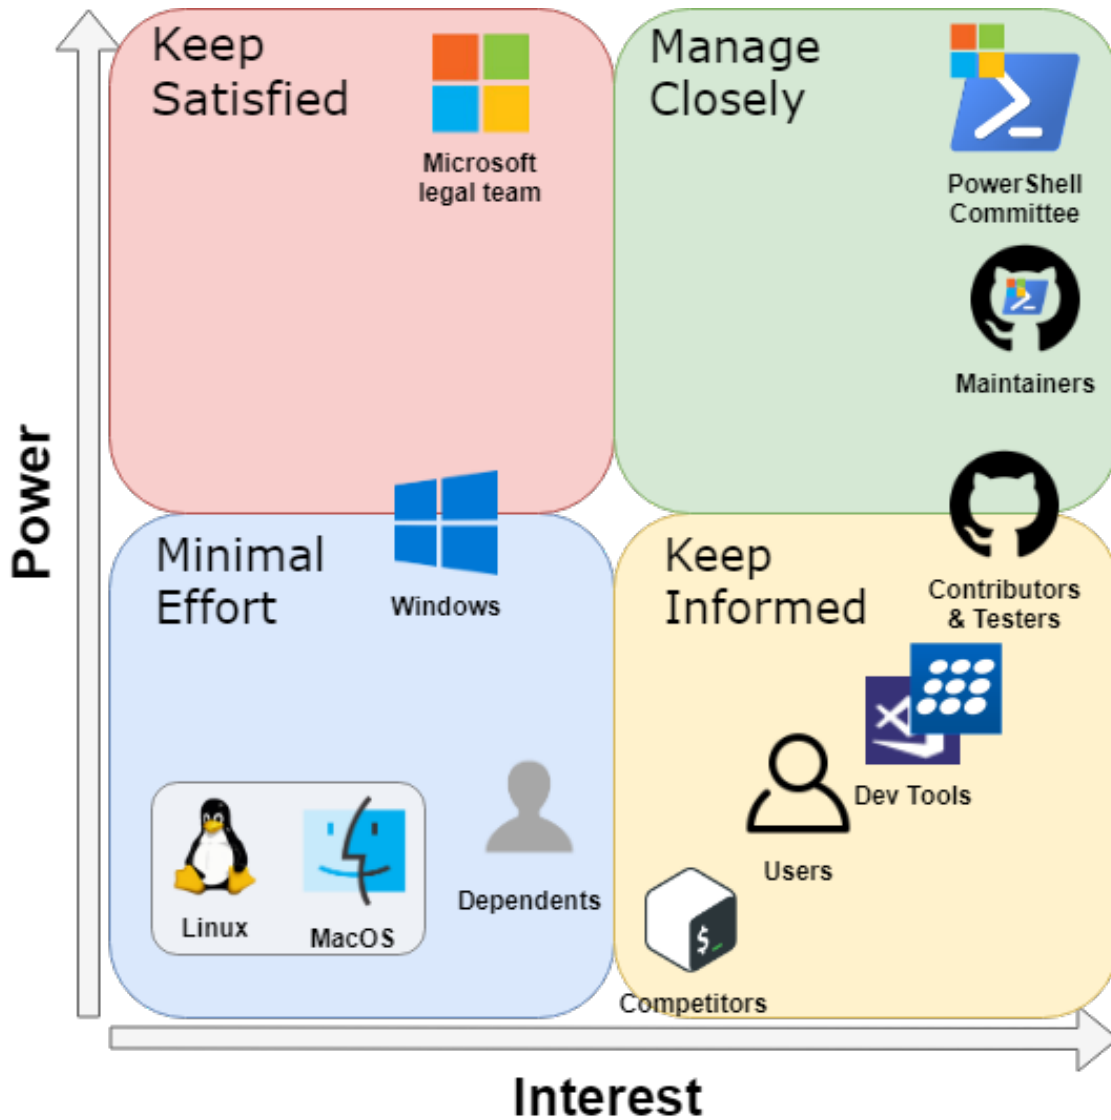 Keep
Satisfied
Microsoft
legal team
Manage
Closely
PowerShell
Committee
Maintainers
Power
Minimal
Effort
Windows
Linux
MacOS
Dependents
Keep
Informed
Contributors
& Testers
Dev Tools
Users
$_
Competitors
Interest